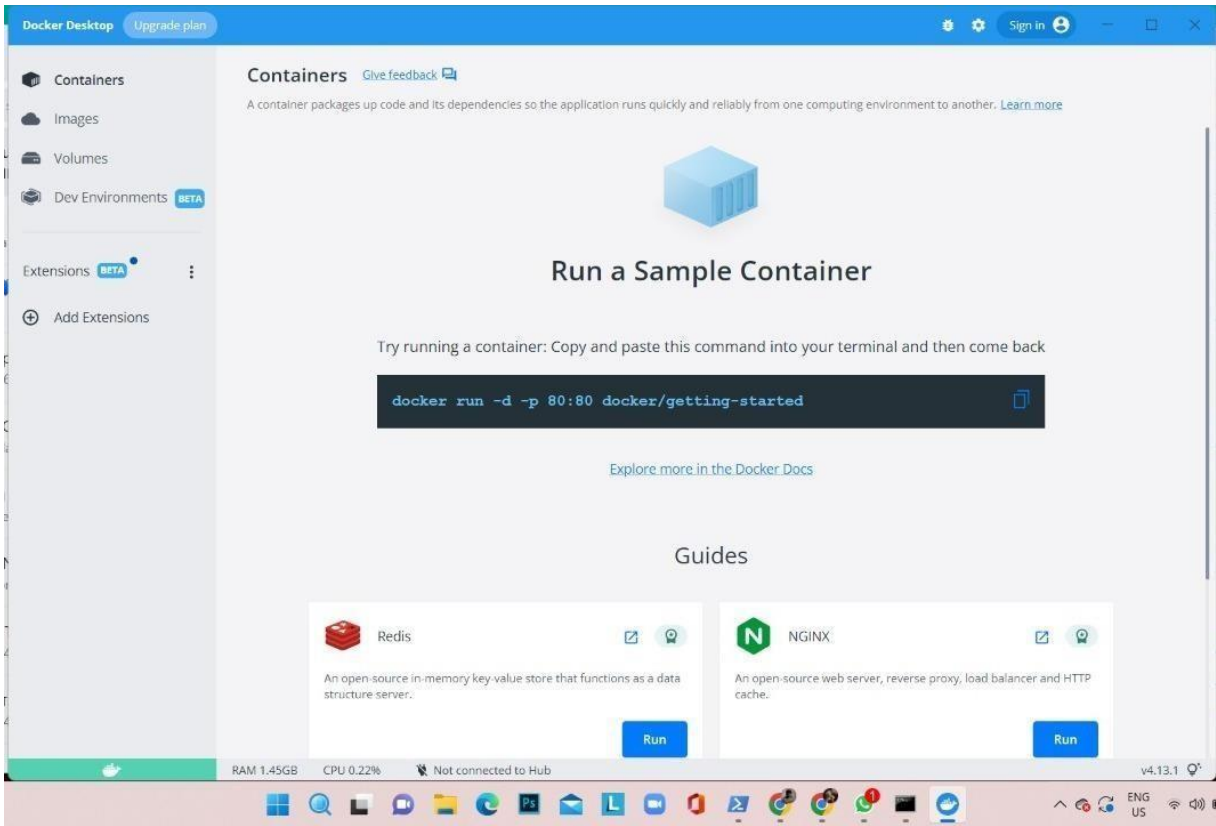 Docker Desktop Upgrade plan Sign in
Containers
Images
Volumes
Dev Environments BETA
Extensions BETA
Add Extensions
Containers Give feedback
A container packages up code and its dependencies so the application runs quickly and reliably from one computing environment to another. Learn more
Run a Sample Container
Try running a container: Copy and paste this command into your terminal and then come back
docker run -d -p 80:80 docker/getting-started
Explore more in the Docker Docs
Guides
Redis
An open-source in-memory key-value store that functions as a data
structure server.
Run
N NGINX
An open-source web server, reverse proxy, load balancer and HTTP
cache.
Run
RAM 1.45GB CPU 0.22% Not connected to Hub v4.13.1
Ps L 1 ENG
US